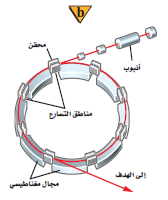 b
محقن
أنبوب
مناطق التسارع
إلى الهدف
مجال مغناطيسي